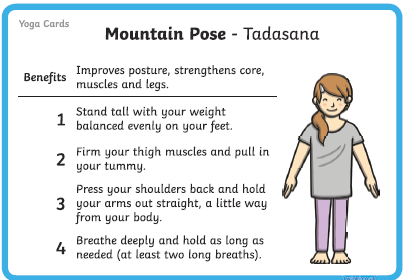 Yoga Cards
Mountain Pose - Tadasana
Benefits
Improves posture, strengthens core,
muscles and legs.
1
Stand tall with your weight
balanced evenly on your feet.
2
Firm your thigh muscles and pull in
your tummy.
3
Press your shoulders back and hold
your arms out straight, a little way
from your body.
4
Breathe deeply and hold as long as
needed (at least two long breaths).